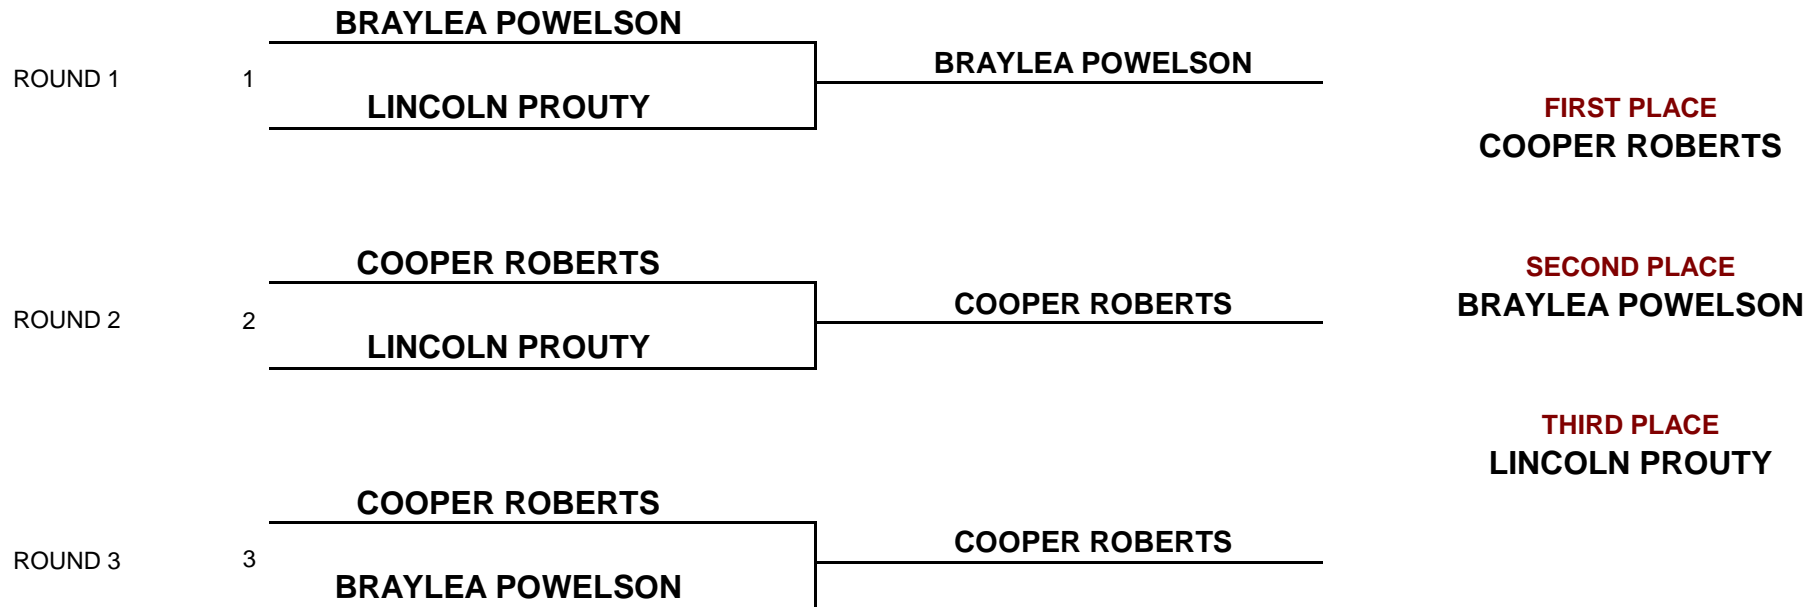 BRAYLEA POWELSON
ROUND 1 1 BRAYLEA POWELSON
LINCOLN PROUTY
FIRST PLACE
COOPER ROBERTS
COOPER ROBERTS
ROUND 2 2 COOPER ROBERTS
LINCOLN PROUTY
SECOND PLACE
BRAYLEA POWELSON
THIRD PLACE
LINCOLN PROUTY
COOPER ROBERTS
ROUND 3 3 COOPER ROBERTS
BRAYLEA POWELSON